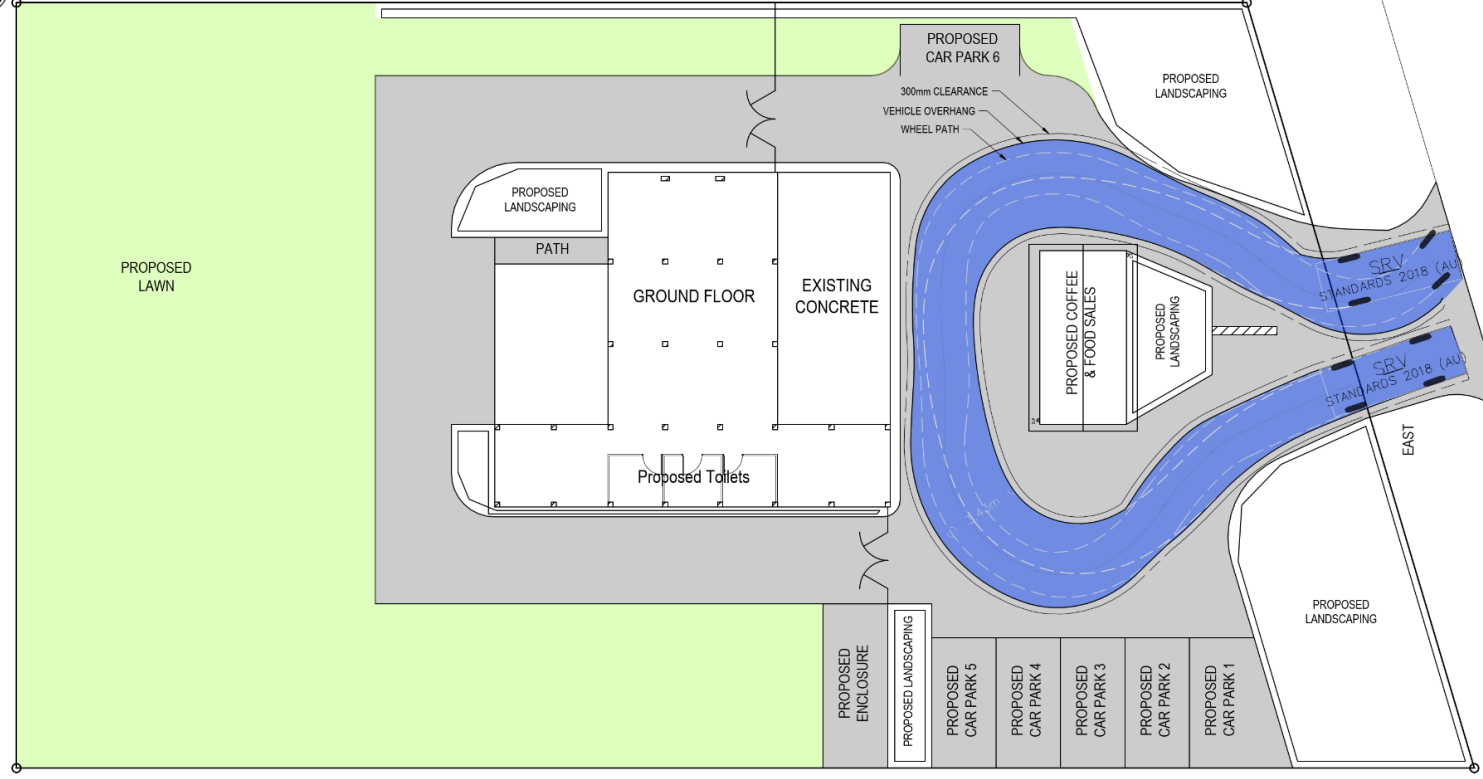 PROPOSED
CAR PARK 6
PROPOSED
LANDSCAPING
300mm CLEARANCE
VEHICLE OVERHANG
WHEEL PATH
PROPOSED
LANDSCAPING
PATH
PROPOSED
LAWN
GROUND FLOOR
EXISTING
CONCRETE
PROPOSED COFFEE
& FOOD SALES
PROPOSED
LANDSCAPING
SRV
STANDARDS 2018 (AU)
SRV
STANDARDS 2018 (AU)
EAST
Proposed Toilets
3.43m
PROPOSED
LANDSCAPING
PROPOSED
ENCLOSURE
PROPOSED LANDSCAPING
PROPOSED
CAR PARK 5
PROPOSED
CAR PARK 4
PROPOSED
CAR PARK 3
PROPOSED
CAR PARK 2
PROPOSED
CAR PARK 1